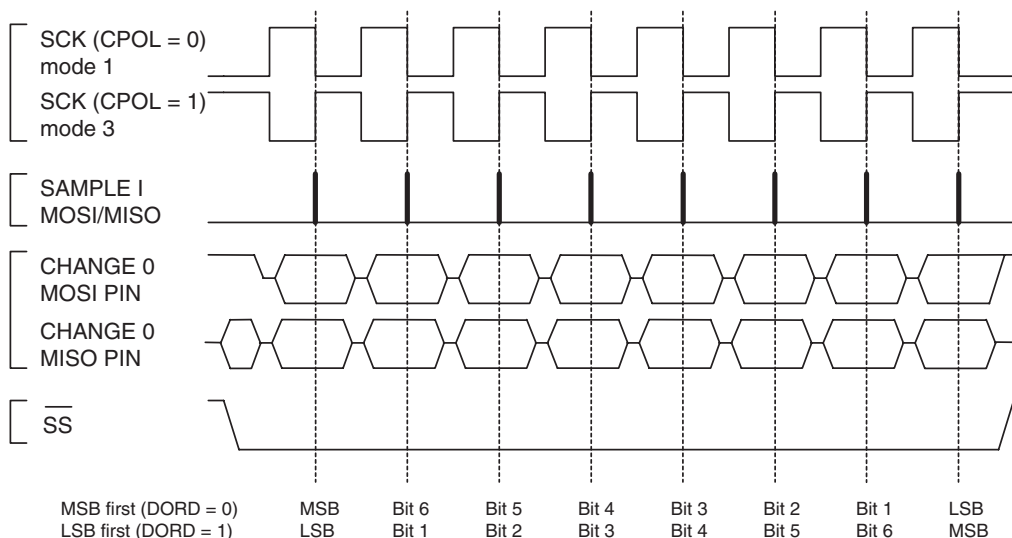 SCK (CPOL = 0)
mode 1
SCK (CPOL = 1)
mode 3
SAMPLE I
MOSI/MISO
CHANGE 0
MOSI PIN
CHANGE 0
MISO PIN
SS
MSB first (DORD = 0) MSB Bit 6 Bit 5 Bit 4 Bit 3 Bit 2 Bit 1 LSB
LSB first (DORD = 1) LSB Bit 1 Bit 2 Bit 3 Bit 4 Bit 5 Bit 6 MSB